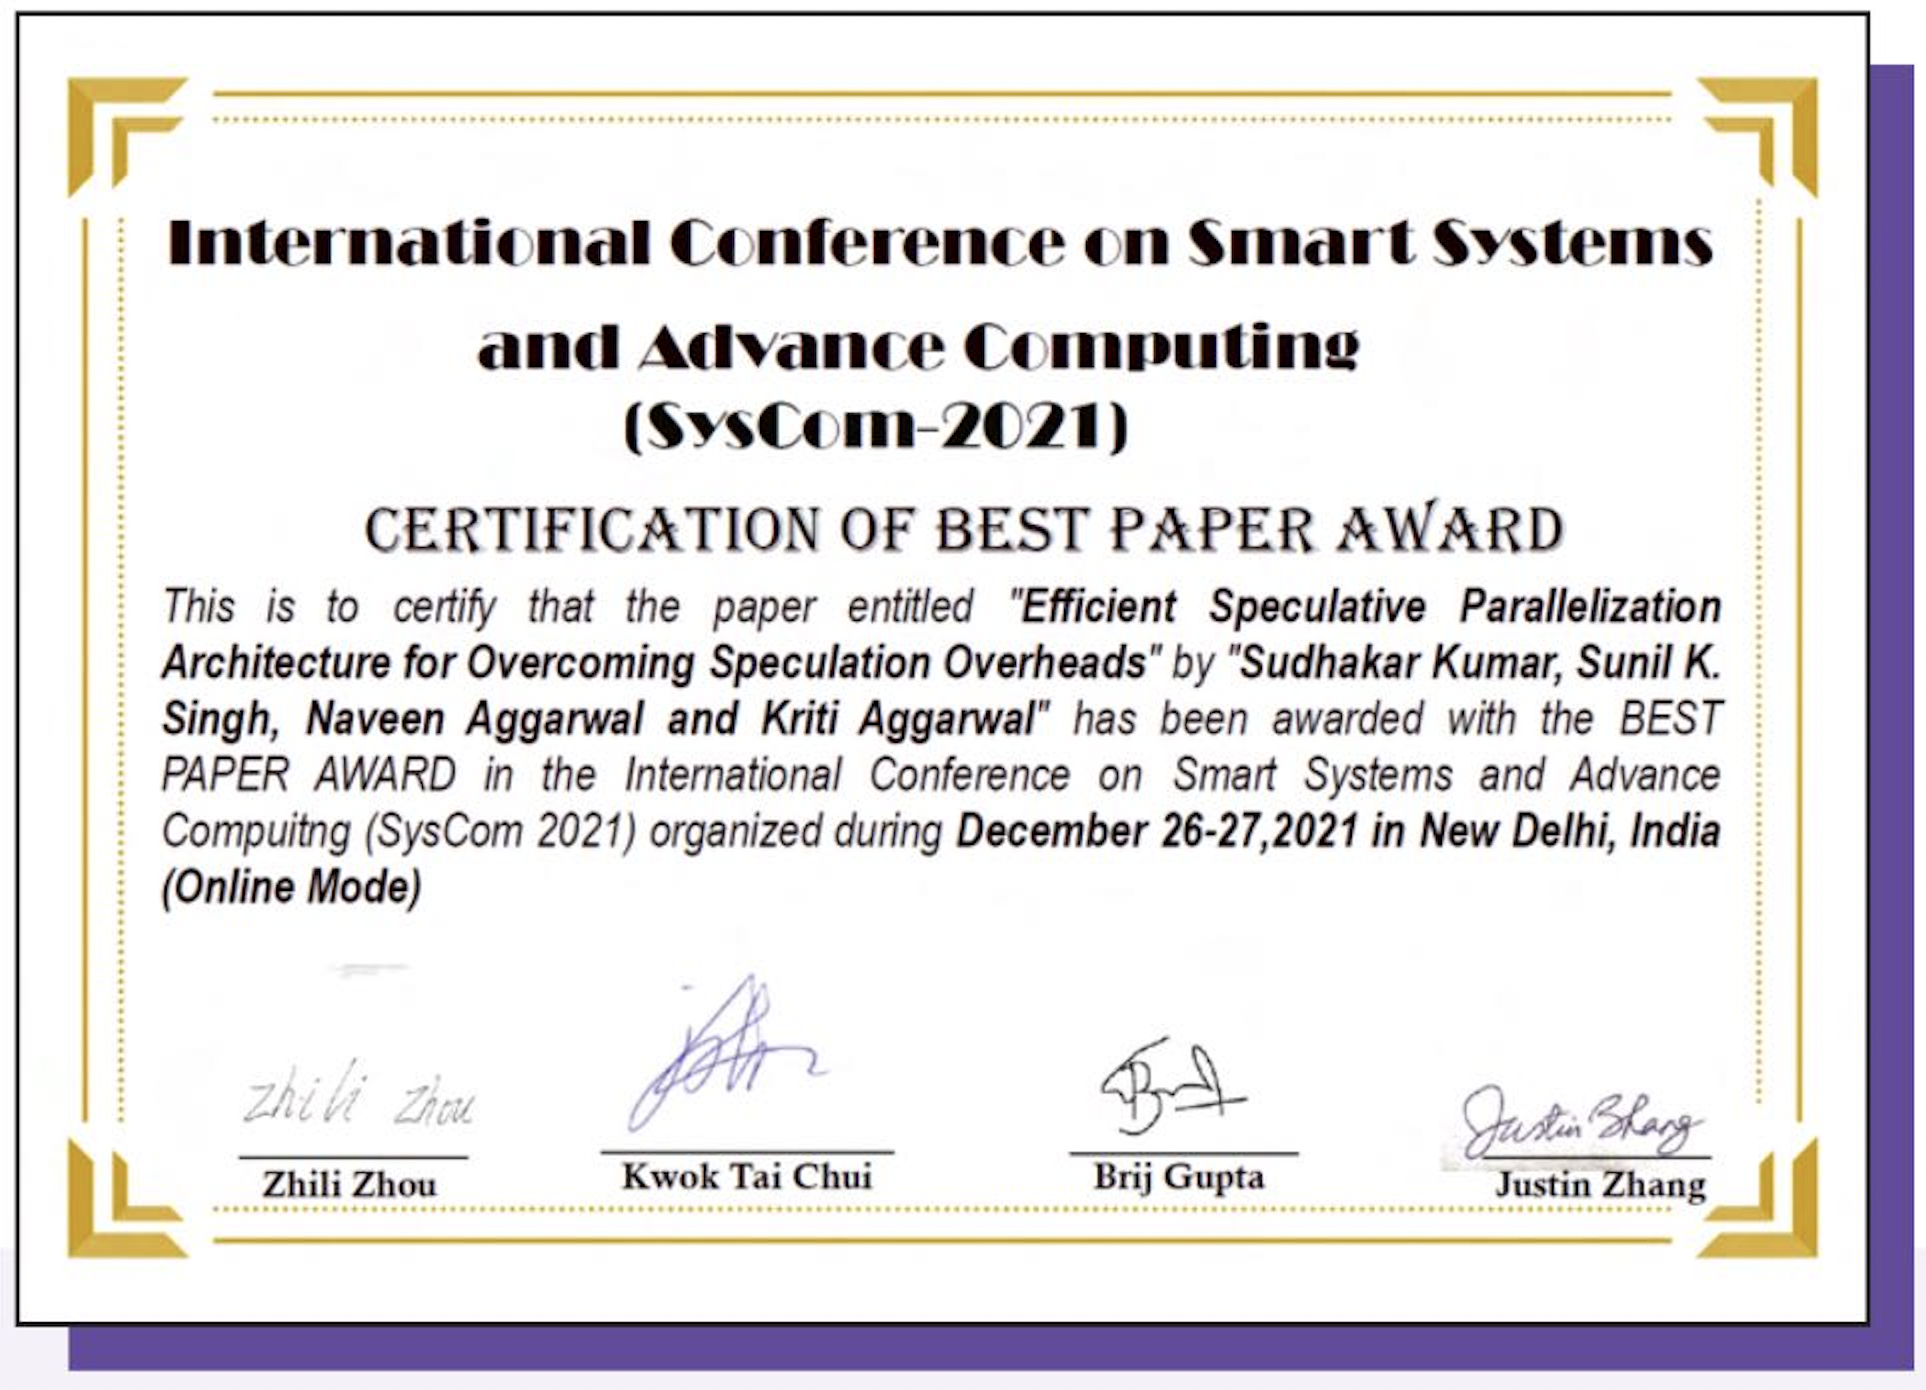 International Conference on Smart Systems
and Advance Computing
(SysCom-2021)
CERTIFICATION OF BEST PAPER AWARD
This is to certify that the paper entitled "Efficient Speculative Parallelization
Architecture for Overcoming Speculation Overheads" by "Sudhakar Kumar, Sunil K.
Singh, Naveen Aggarwal and Kriti Aggarwal" has been awarded with the BEST
PAPER AWARD in the International Conference on Smart Systems and Advance
Compuitng (SysCom 2021) organized during December 26-27,2021 in New Delhi, India
(Online Mode)
Zhili Zhou
Justin Zhang
Zhili Zhou
Kwok Tai Chui
Brij Gupta
Justin Zhang